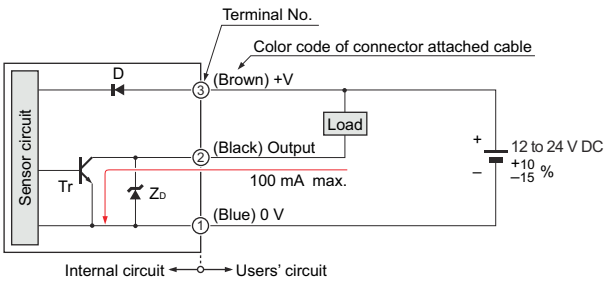 Terminal No.
Color code of connector attached cable
D
③ (Brown) +V
Sensor circuit
Load
② (Black) Output
+ 12 to 24 V DC
+10
–15 %
–
Tr
100 mA max.
ZD
① (Blue) 0 V
Internal circuit
Users' circuit